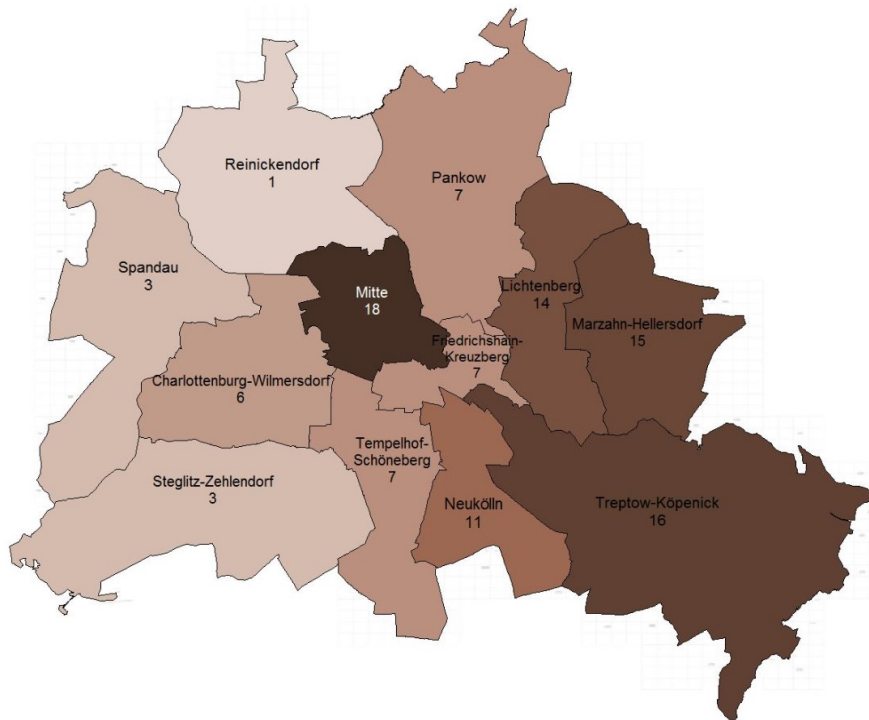 Reinickendorf
1
Pankow
7
Spandau
3
Mitte
18
Lichtenberg
14
Marzahn-Hellersdorf
15
Friedrichshain-
Kreuzberg
7
Charlottenburg-Wilmersdorf
6
Tempelhof-
Schöneberg
7
Steglitz-Zehlendorf
3
Neukölln
11
Treptow-Köpenick
16